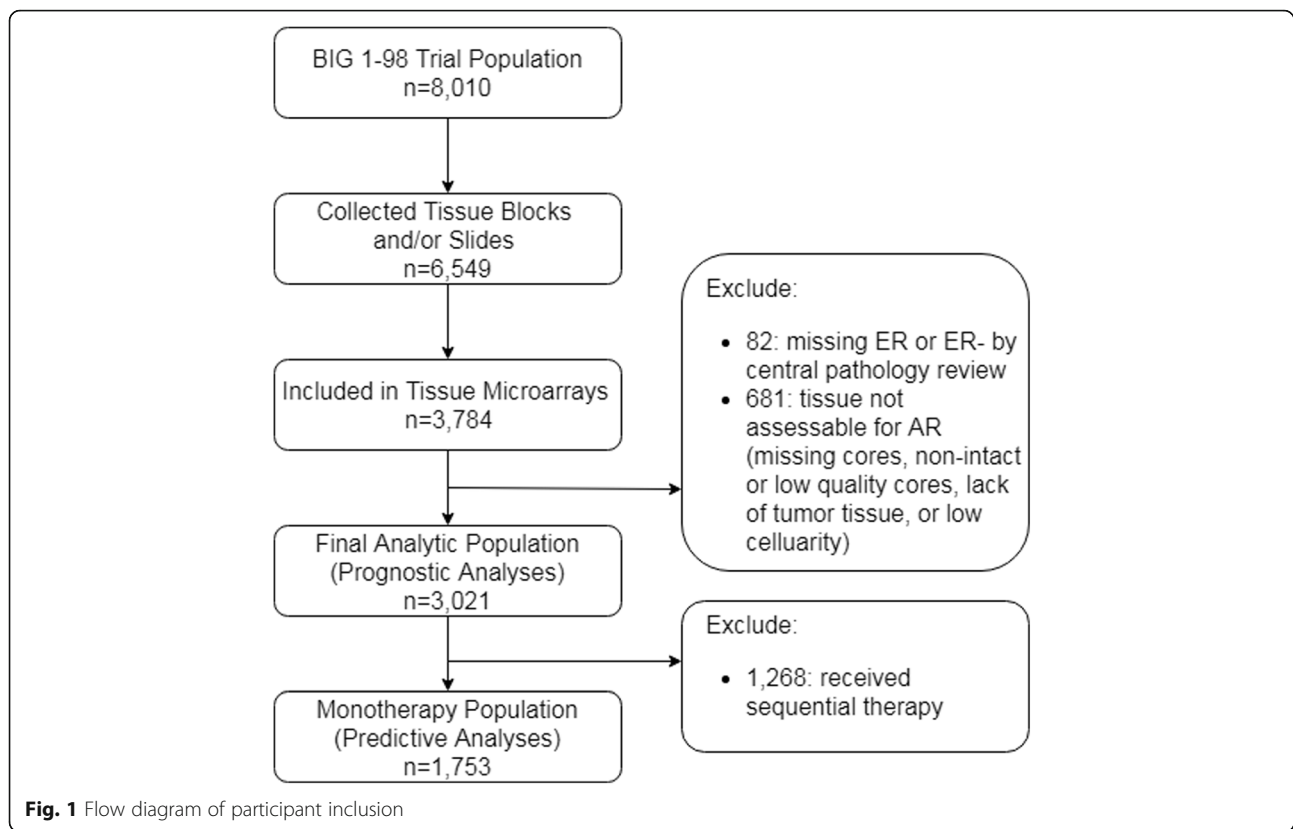 BIG 1-98 Trial Population
n=8,010
Collected Tissue Blocks
and/or Slides
n=6,549
Included in Tissue Microarrays
n=3,784
Exclude:
• 82: missing ER or ER- by
central pathology review
• 681: tissue not
assessable for AR
(missing cores, non-intact
or low quality cores, lack
of tumor tissue, or low
celluarity)
Final Analytic Population
(Prognostic Analyses)
n=3,021
Exclude:
• 1,268: received
sequential therapy
Monotherapy Population
(Predictive Analyses)
n=1,753
Fig. 1 Flow diagram of participant inclusion